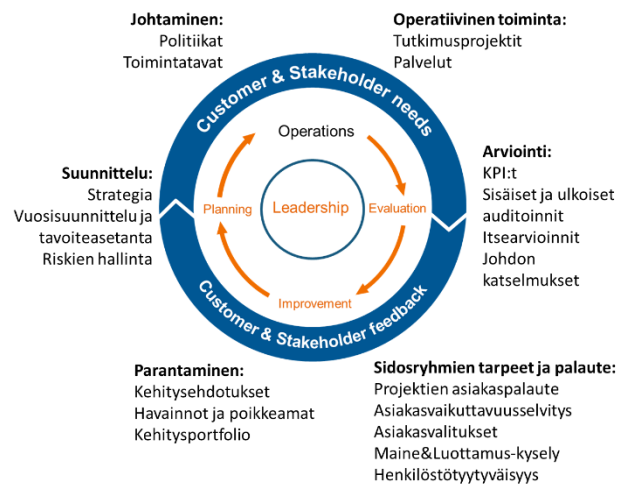 Johtaminen:
Politiikat
Toimintatavat
Operatiivinen toiminta:
Tutkimusprojektit
Palvelut
Customer & Stakeholder needs
Operations
Suunnittelu:
Strategia
Vuosisuunnittelu ja
tavoiteasetanta
Riskien hallinta
Planning
Leadership
Evaluation
Arviointi:
KPI:t
Sisäiset ja ulkoiset
auditoinnit
Itsearvioinnit
Johdon
katselmukset
Improvement
Customer & Stakeholder feedback
Parantaminen:
Kehitysehdotukset
Havainnot ja poikkeamat
Kehitysportfolio
Sidosryhmien tarpeet ja palaute:
Projektien asiakaspalaute
Asiakasvaikuttavuusselvitys
Asiakasvalitukset
Maine&Luottamus-kysely
Henkilöstötyytyväisyys